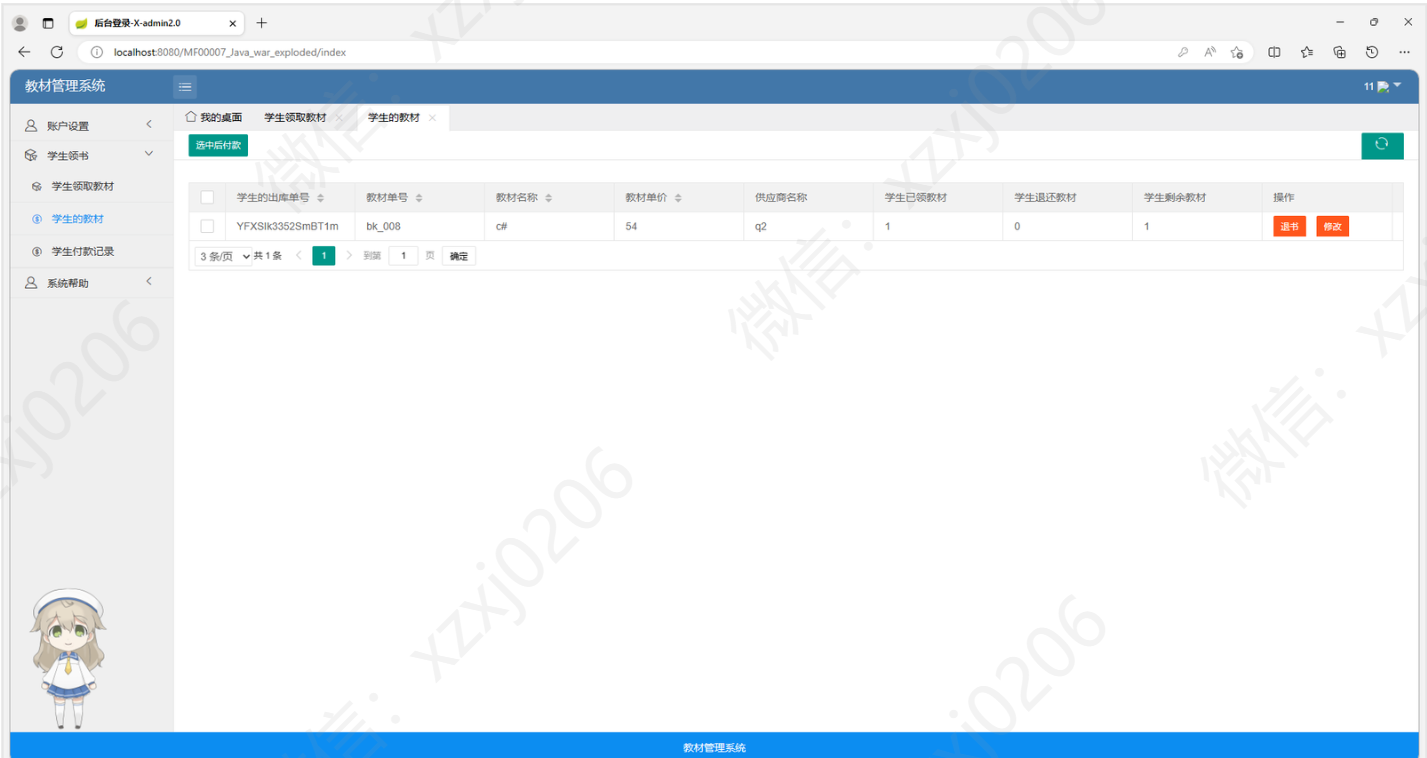 后台登录-X-admin2.0
localhost:8080/MF00007_Java_war_exploded/index
教材管理系统
11
账户设置
学生领书
学生领取教材
学生的教材
学生付款记录
系统帮助
我的桌面 学生领取教材 学生的教材
选中后付款
学生的出库单号 教材单号 教材名称 教材单价 供应商名称 学生已领教材 学生退还教材 学生剩余教材 操作
YFXSIk3352SmBT1m bk_008 c# 54 q2 1 0 1 退书 修改
3 条/页 共 1 条 1 到第 1 页 确定
教材管理系统
微信：xzxj0206